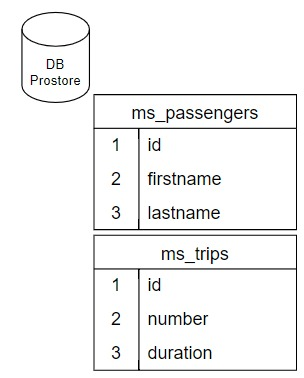 DB
Prostore
ms_passengers
1 id
2 firstname
3 lastname
ms_trips
1 id
2 number
3 duration